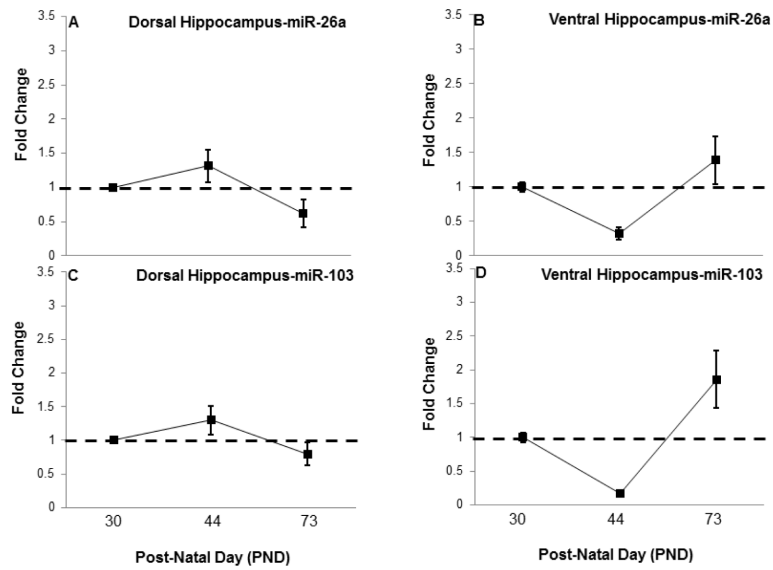 A
Dorsal Hippocampus-miR-26a
Fold Change
3.5
3
2.5
2
1.5
1
0.5
0
B
Ventral Hippocampus-miR-26a
Fold Change
3.5
3
2.5
2
1.5
1
0.5
0
C
Dorsal Hippocampus-miR-103
Fold Change
3.5
3
2.5
2
1.5
1
0.5
0
30 44 73
Post-Natal Day (PND)
D
Ventral Hippocampus-miR-103
Fold Change
3.5
3
2.5
2
1.5
1
0.5
0
30 44 73
Post-Natal Day (PND)